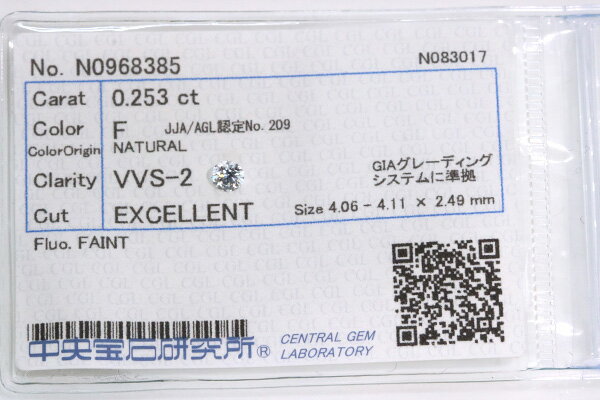 No. N0968385
N083017
Carat 0.253 ct
Color F JJA/AGL認定No.209
ColorOrigin NATURAL
Clarity VVS-2
GIAグレーディング
システムに準拠
Cut EXCELLENT Size 4.06 - 4.11 × 2.49 mm
Fluo. FAINT
中央宝石研究所®
CENTRAL GEM
LABORATORY